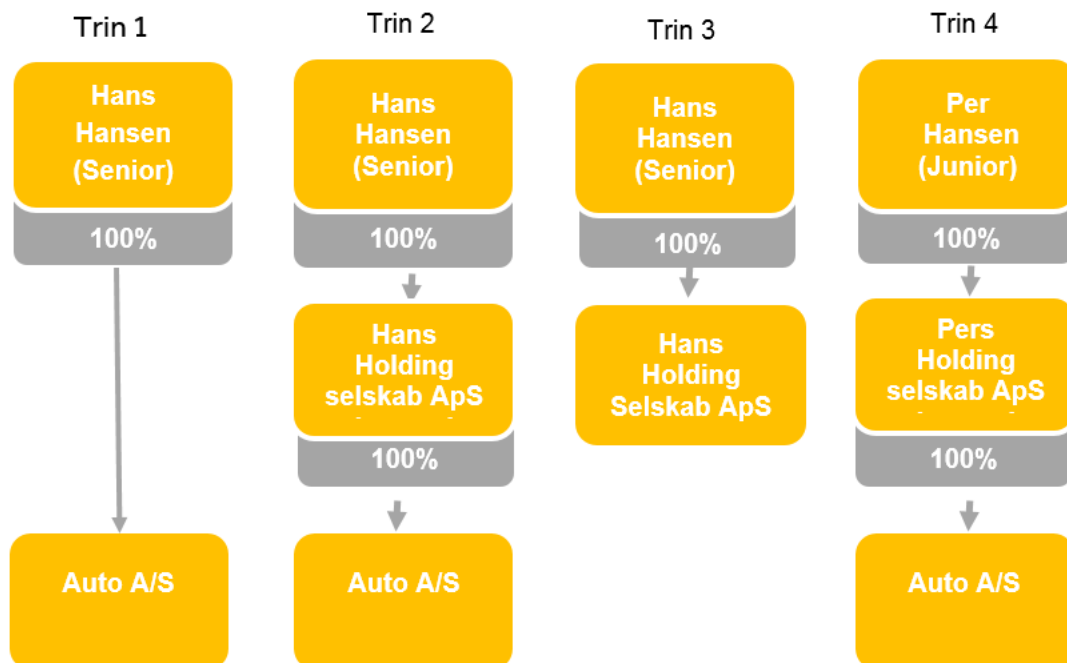 Trin 1
Trin 2
Trin 3
Trin 4
Hans
Hansen
(Senior)
100%
Auto A/S
Hans
Hansen
(Senior)
100%
Hans
Holding
selskab ApS
100%
Auto A/S
Hans
Hansen
(Senior)
100%
Hans
Holding
Selskab ApS
Per
Hansen
(Junior)
100%
Pers
Holding
selskab ApS
100%
Auto A/S